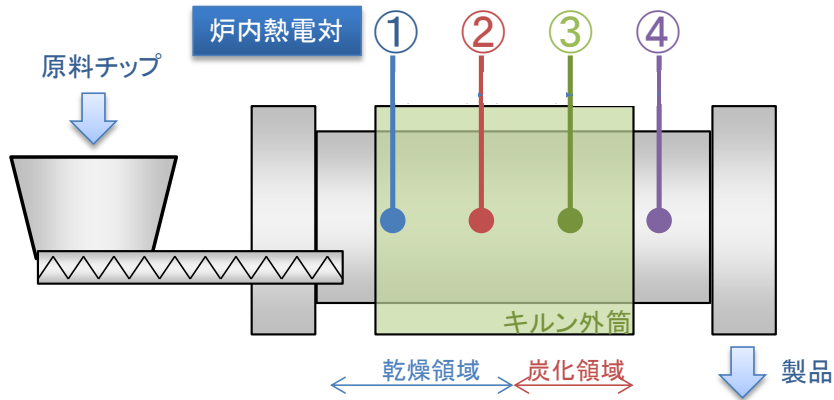 炉内熱電対
① ② ③ ④
原料チップ
キルン外筒
乾燥領域 炭化領域
製品